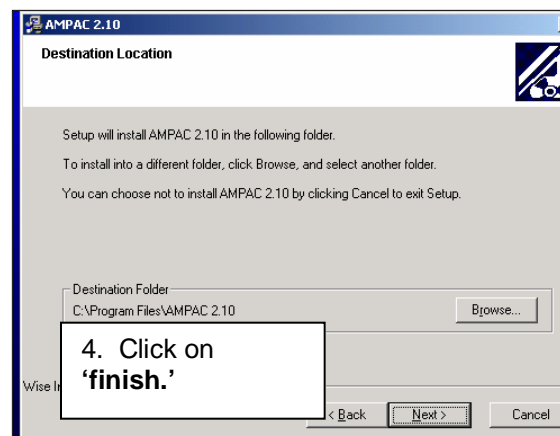 AMPAC 2.10
Destination Location
Setup will install AMPAC 2.10 in the following folder.
To install into a different folder, click Browse, and select another folder.
You can choose not to install AMPAC 2.10 by clicking Cancel to exit Setup.
Destination Folder
C:\Program Files\AMPAC 2.10
Browse...
4. Click on
‘finish.’
Wise
< Back Next > Cancel